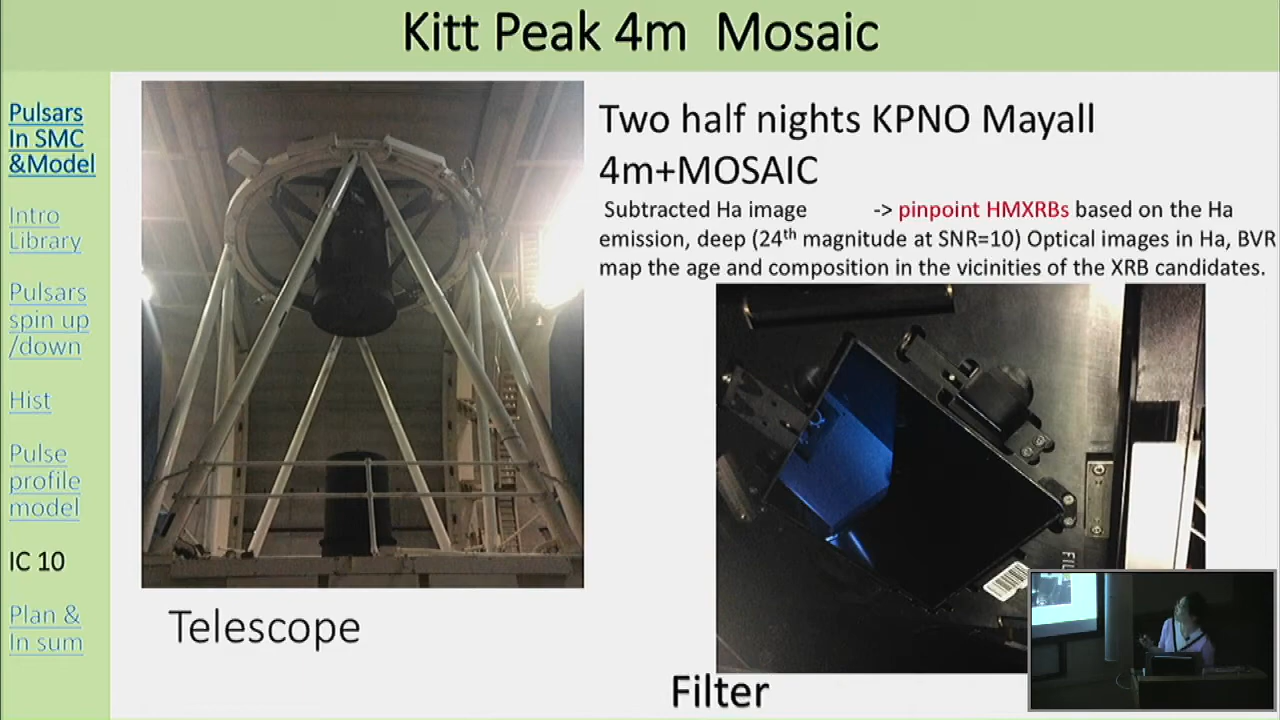 Kitt Peak 4m Mosaic
Pulsars
In SMC
&Model
Intro
Library
Pulsars
spin up
/down
Hist
Pulse
profile
model
IC 10
Plan &
In sum
Two half nights KPNO Mayall
4m+MOSAIC
Subtracted Ha image -> pinpoint HMXRBs based on the Ha
emission, deep (24th magnitude at SNR=10) Optical images in Ha, BVR
map the age and composition in the vicinities of the XRB candidates.
Telescope
Filter